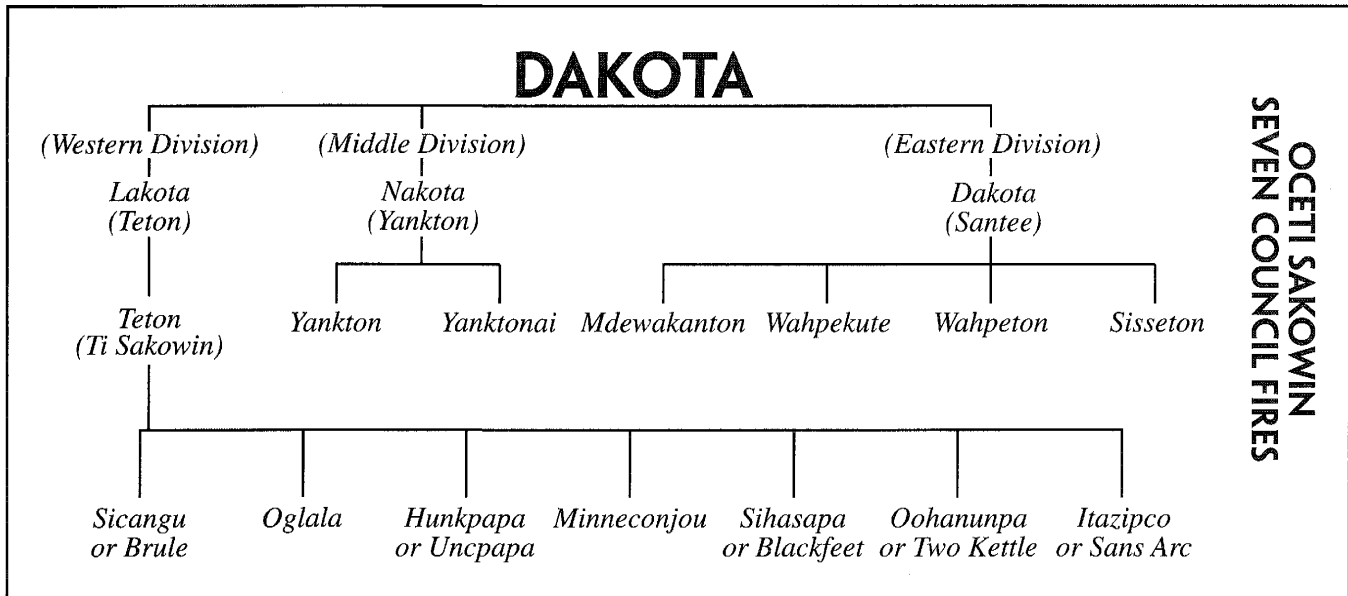 DAKOTA
(Western Division)
(Middle Division)
(Eastern Division)
Lakota
(Teton)
Nakota
(Yankton)
Dakota
(Santee)
Teton
(Ti Sakowin)
Yankton
Yanktonai
Mdewakanton
Wahpekute
Wahpeton
Sisseton
Sicangu
or Brule
Oglala
Hunkpapa
or Uncpapa
Minneconjou
Sihasapa
or Blackfeet
Oohanunpa
or Two Kettle
Itazipco
or Sans Arc
OCETI SAKOWIN
SEVEN COUNCIL FIRES